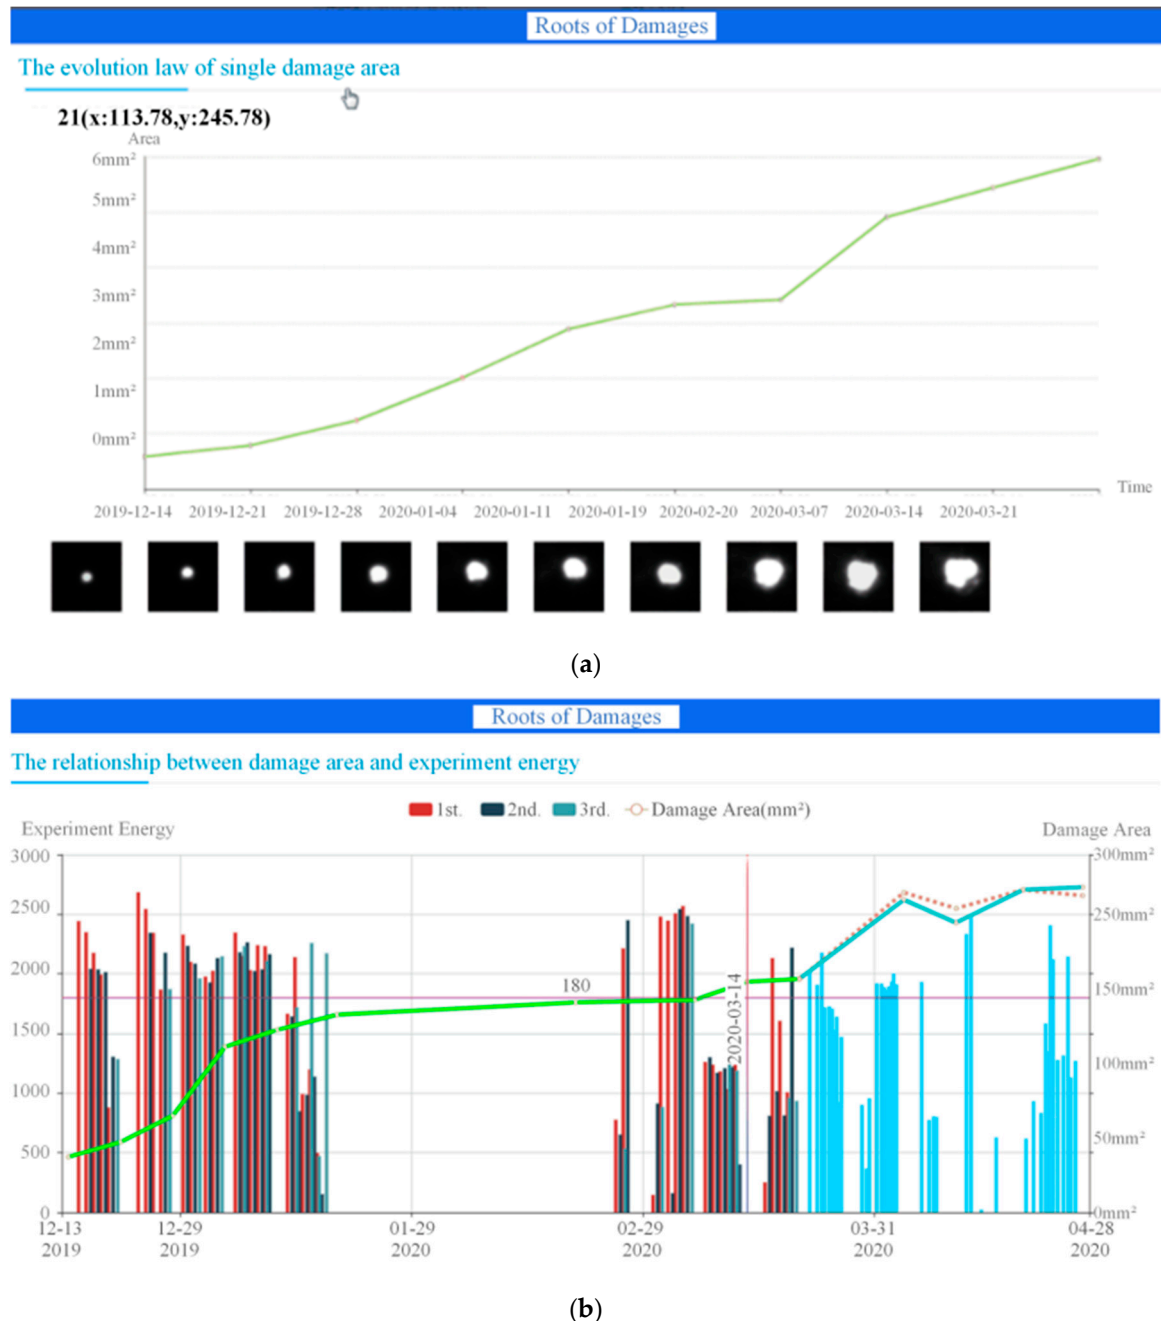 Roots of Damages
The evolution law of single damage area
21(x:113.78,y:245.78)
Area
6mm²
5mm²
4mm²
3mm²
2mm²
1mm²
0mm²
Time
2019-12-14 2019-12-21 2019-12-28 2020-01-04 2020-01-11 2020-01-19 2020-02-20 2020-03-07 2020-03-14 2020-03-21
(a)
Roots of Damages
The relationship between damage area and experiment energy
1st. 2nd. 3rd. Damage Area(mm²)
Experiment Energy Damage Area
3000 300mm²
2500 250mm²
2000 200mm²
180
2020-03-14
1500 150mm²
1000 100mm²
500 50mm²
0 0mm²
12-13 12-29 01-29 02-29 03-31 04-28
2019 2019 2020 2020 2020 2020
(b)